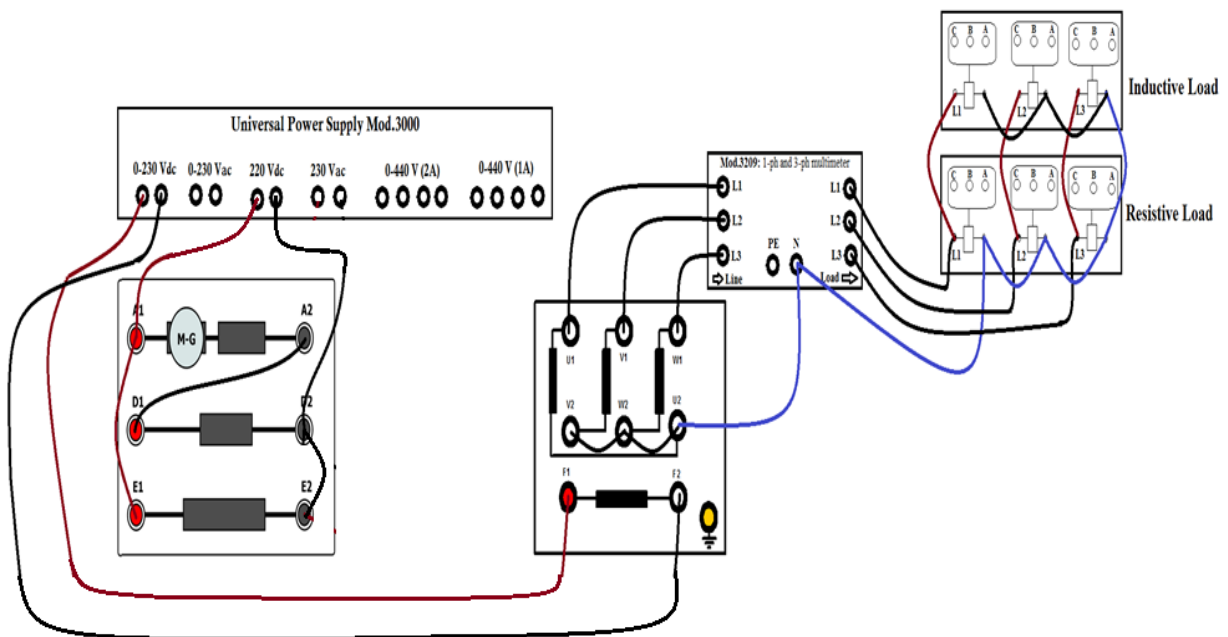 Universal Power Supply Mod.3000
0-230 Vdc 0-230 Vac 220 Vdc 230 Vac 0-440 V (2A) 0-440 V (1A)
A1 M-G A2
D1 D2
E1 E2
Mod.3209: 1-ph and 3-ph multimeter
L1 L1
L2 L2
L3 PE N L3
Line Load
U1 V1 W1
V2 W2 U2
F1 F2
C B A C B A C B A
L1 L2 L3
Inductive Load
C B A C B A C B A
L1 L2 L3
Resistive Load